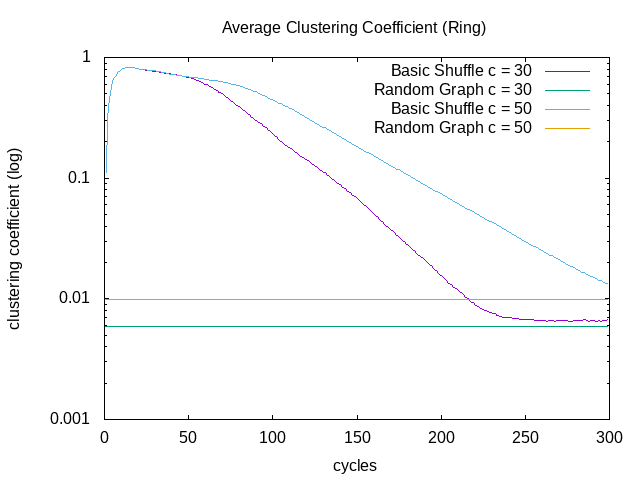 Average Clustering Coefficient (Ring)
1
0.1
0.01
0.001
clustering coefficient (log)
Basic Shuffle c = 30
Random Graph c = 30
Basic Shuffle c = 50
Random Graph c = 50
0 50 100 150 200 250 300
cycles